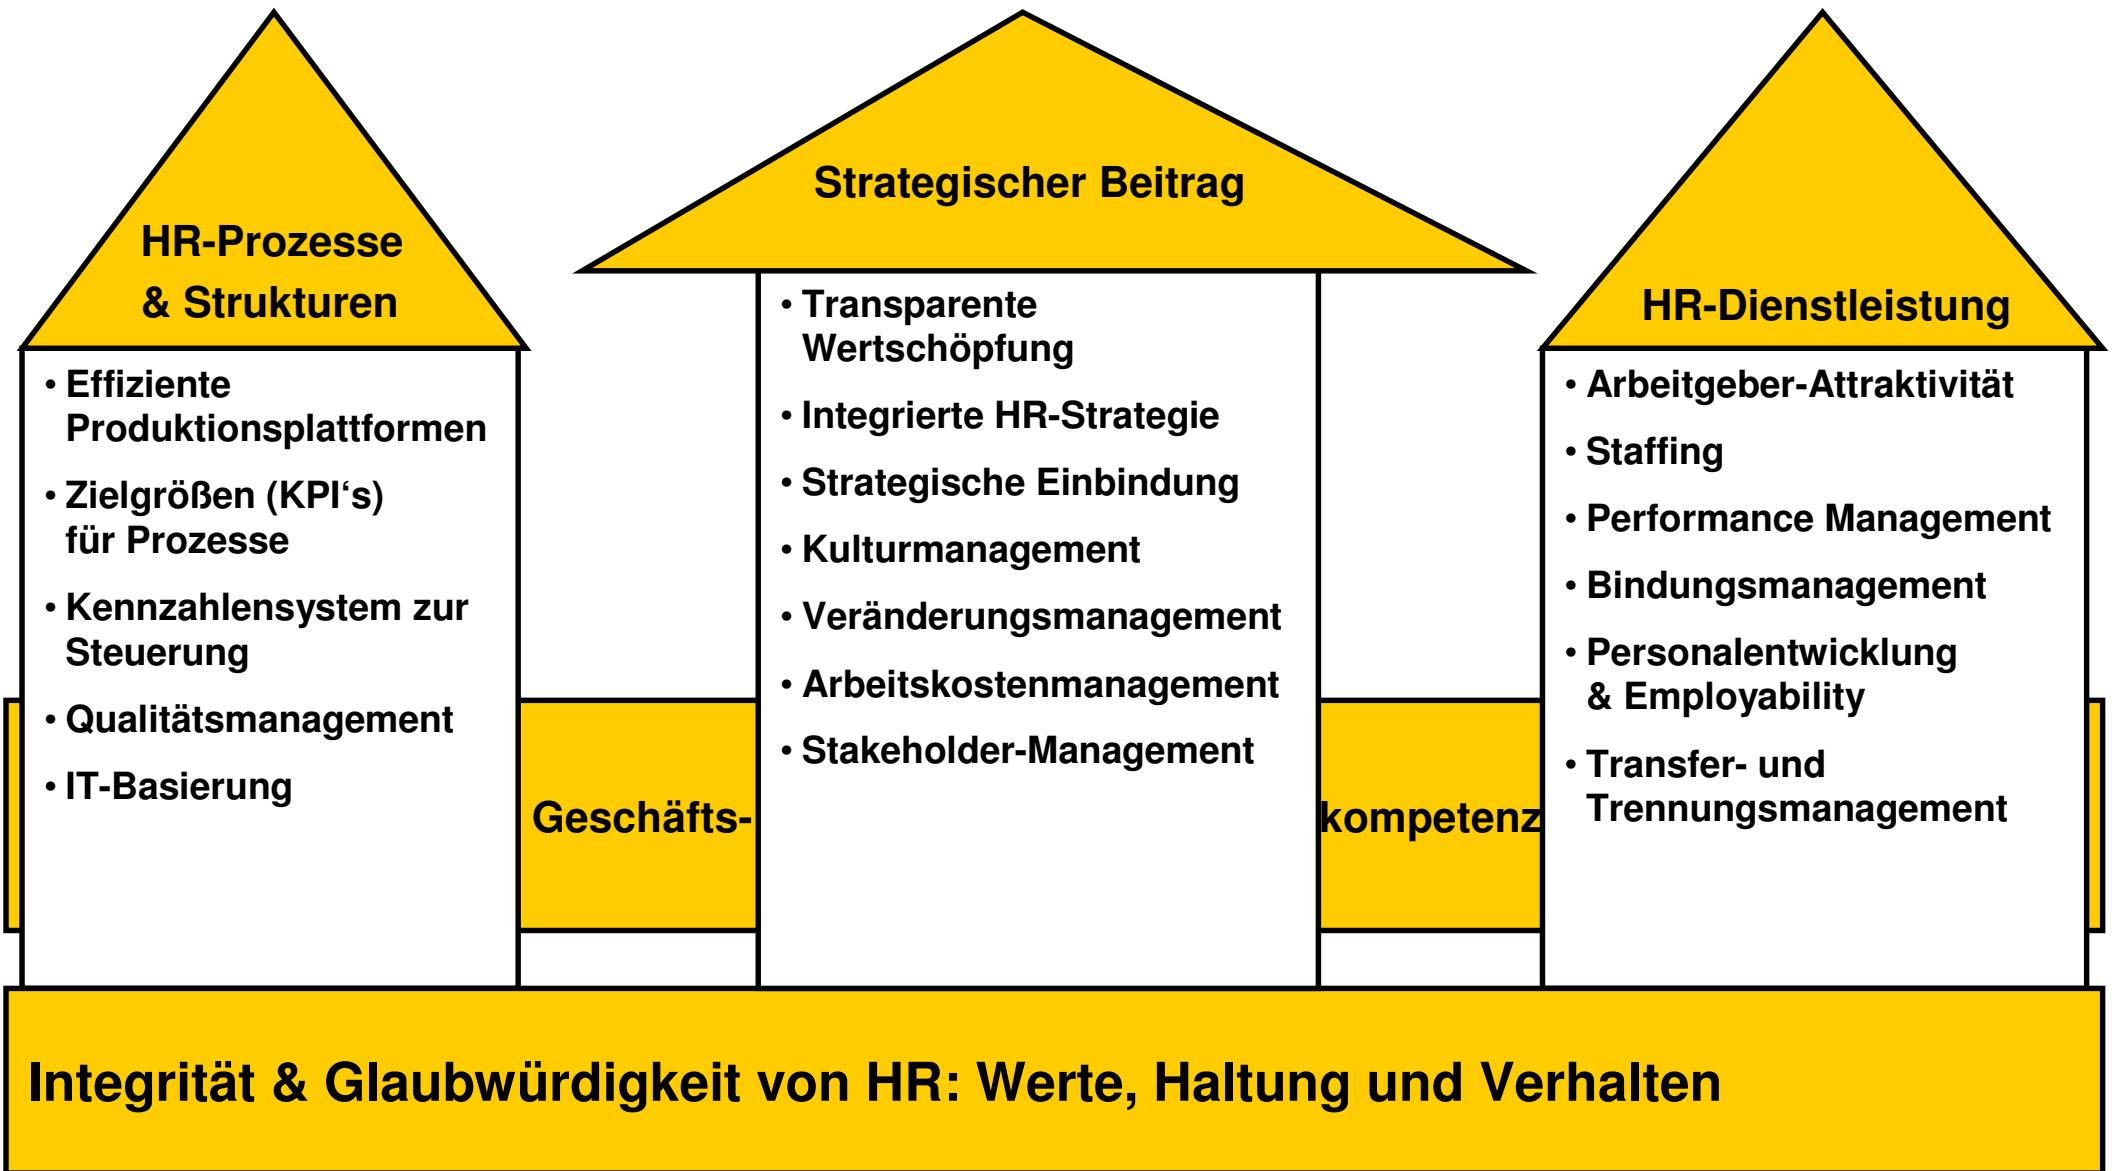 HR-Prozesse
& Strukturen
• Effiziente
Produktionsplattformen
• Zielgrößen (KPI‘s)
für Prozesse
• Kennzahlensystem zur
Steuerung
• Qualitätsmanagement
• IT-Basierung
Strategischer Beitrag
• Transparente
Wertschöpfung
• Integrierte HR-Strategie
• Strategische Einbindung
• Kulturmanagement
• Veränderungsmanagement
• Arbeitskostenmanagement
• Stakeholder-Management
HR-Dienstleistung
• Arbeitgeber-Attraktivität
• Staffing
• Performance Management
• Bindungsmanagement
• Personalentwicklung
& Employability
• Transfer- und
Trennungsmanagement
Geschäfts-
kompetenz
Integrität & Glaubwürdigkeit von HR: Werte, Haltung und Verhalten